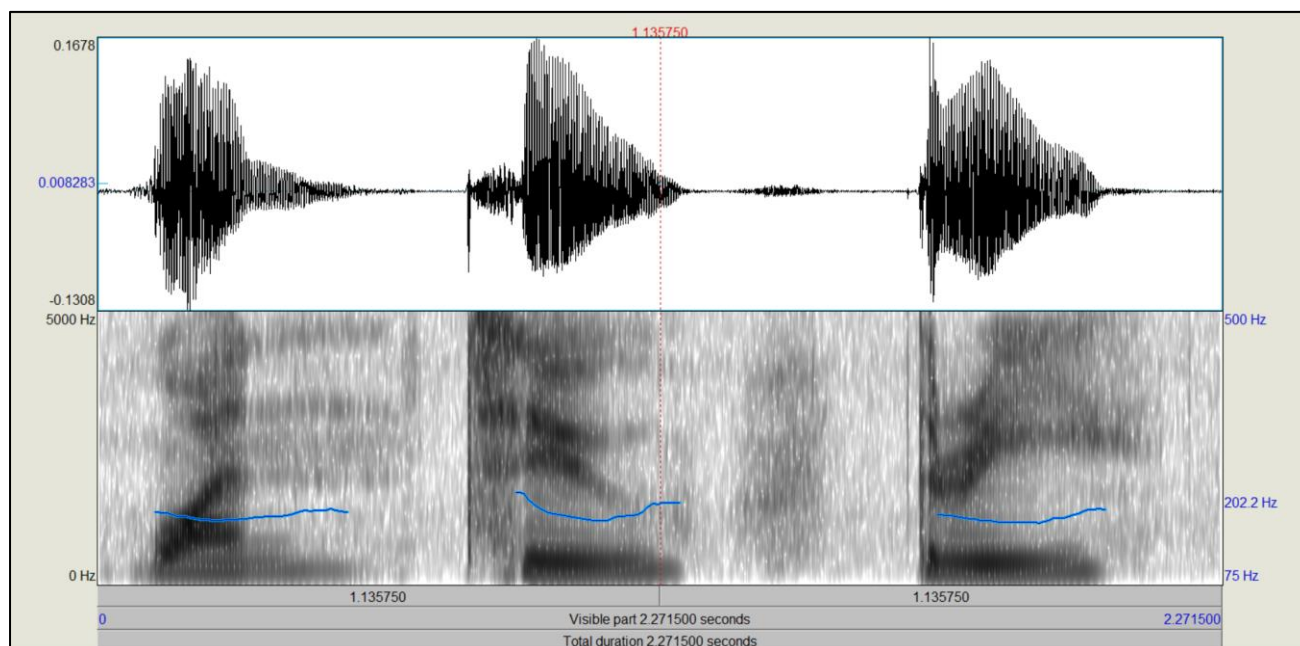 1.135750
0.1678
0.008283
-0.1308
5000 Hz 500 Hz
202.2 Hz
0 Hz 75 Hz
1.135750 1.135750
0 Visible part 2.271500 seconds 2.271500
Total duration 2.271500 seconds